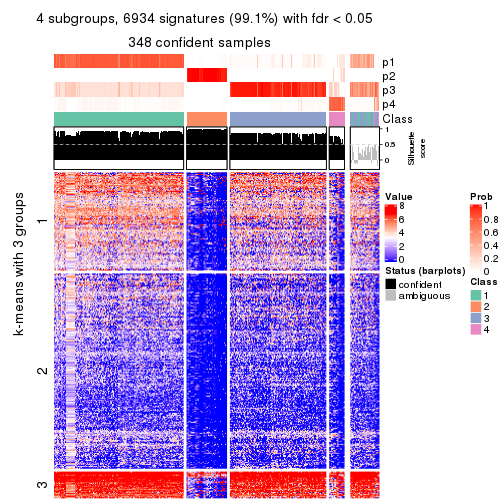 4 subgroups, 6934 signatures (99.1%) with fdr < 0.05
348 confident samples
p1
p2
p3
p4
Class
1
0.5
0
Silhouette
score
k-means with 3 groups
1
2
3
Value
8
6
4
2
0
Status (barplots)
confident
ambiguous
Prob
1
0.8
0.6
0.4
0.2
0
Class
1
2
3
4